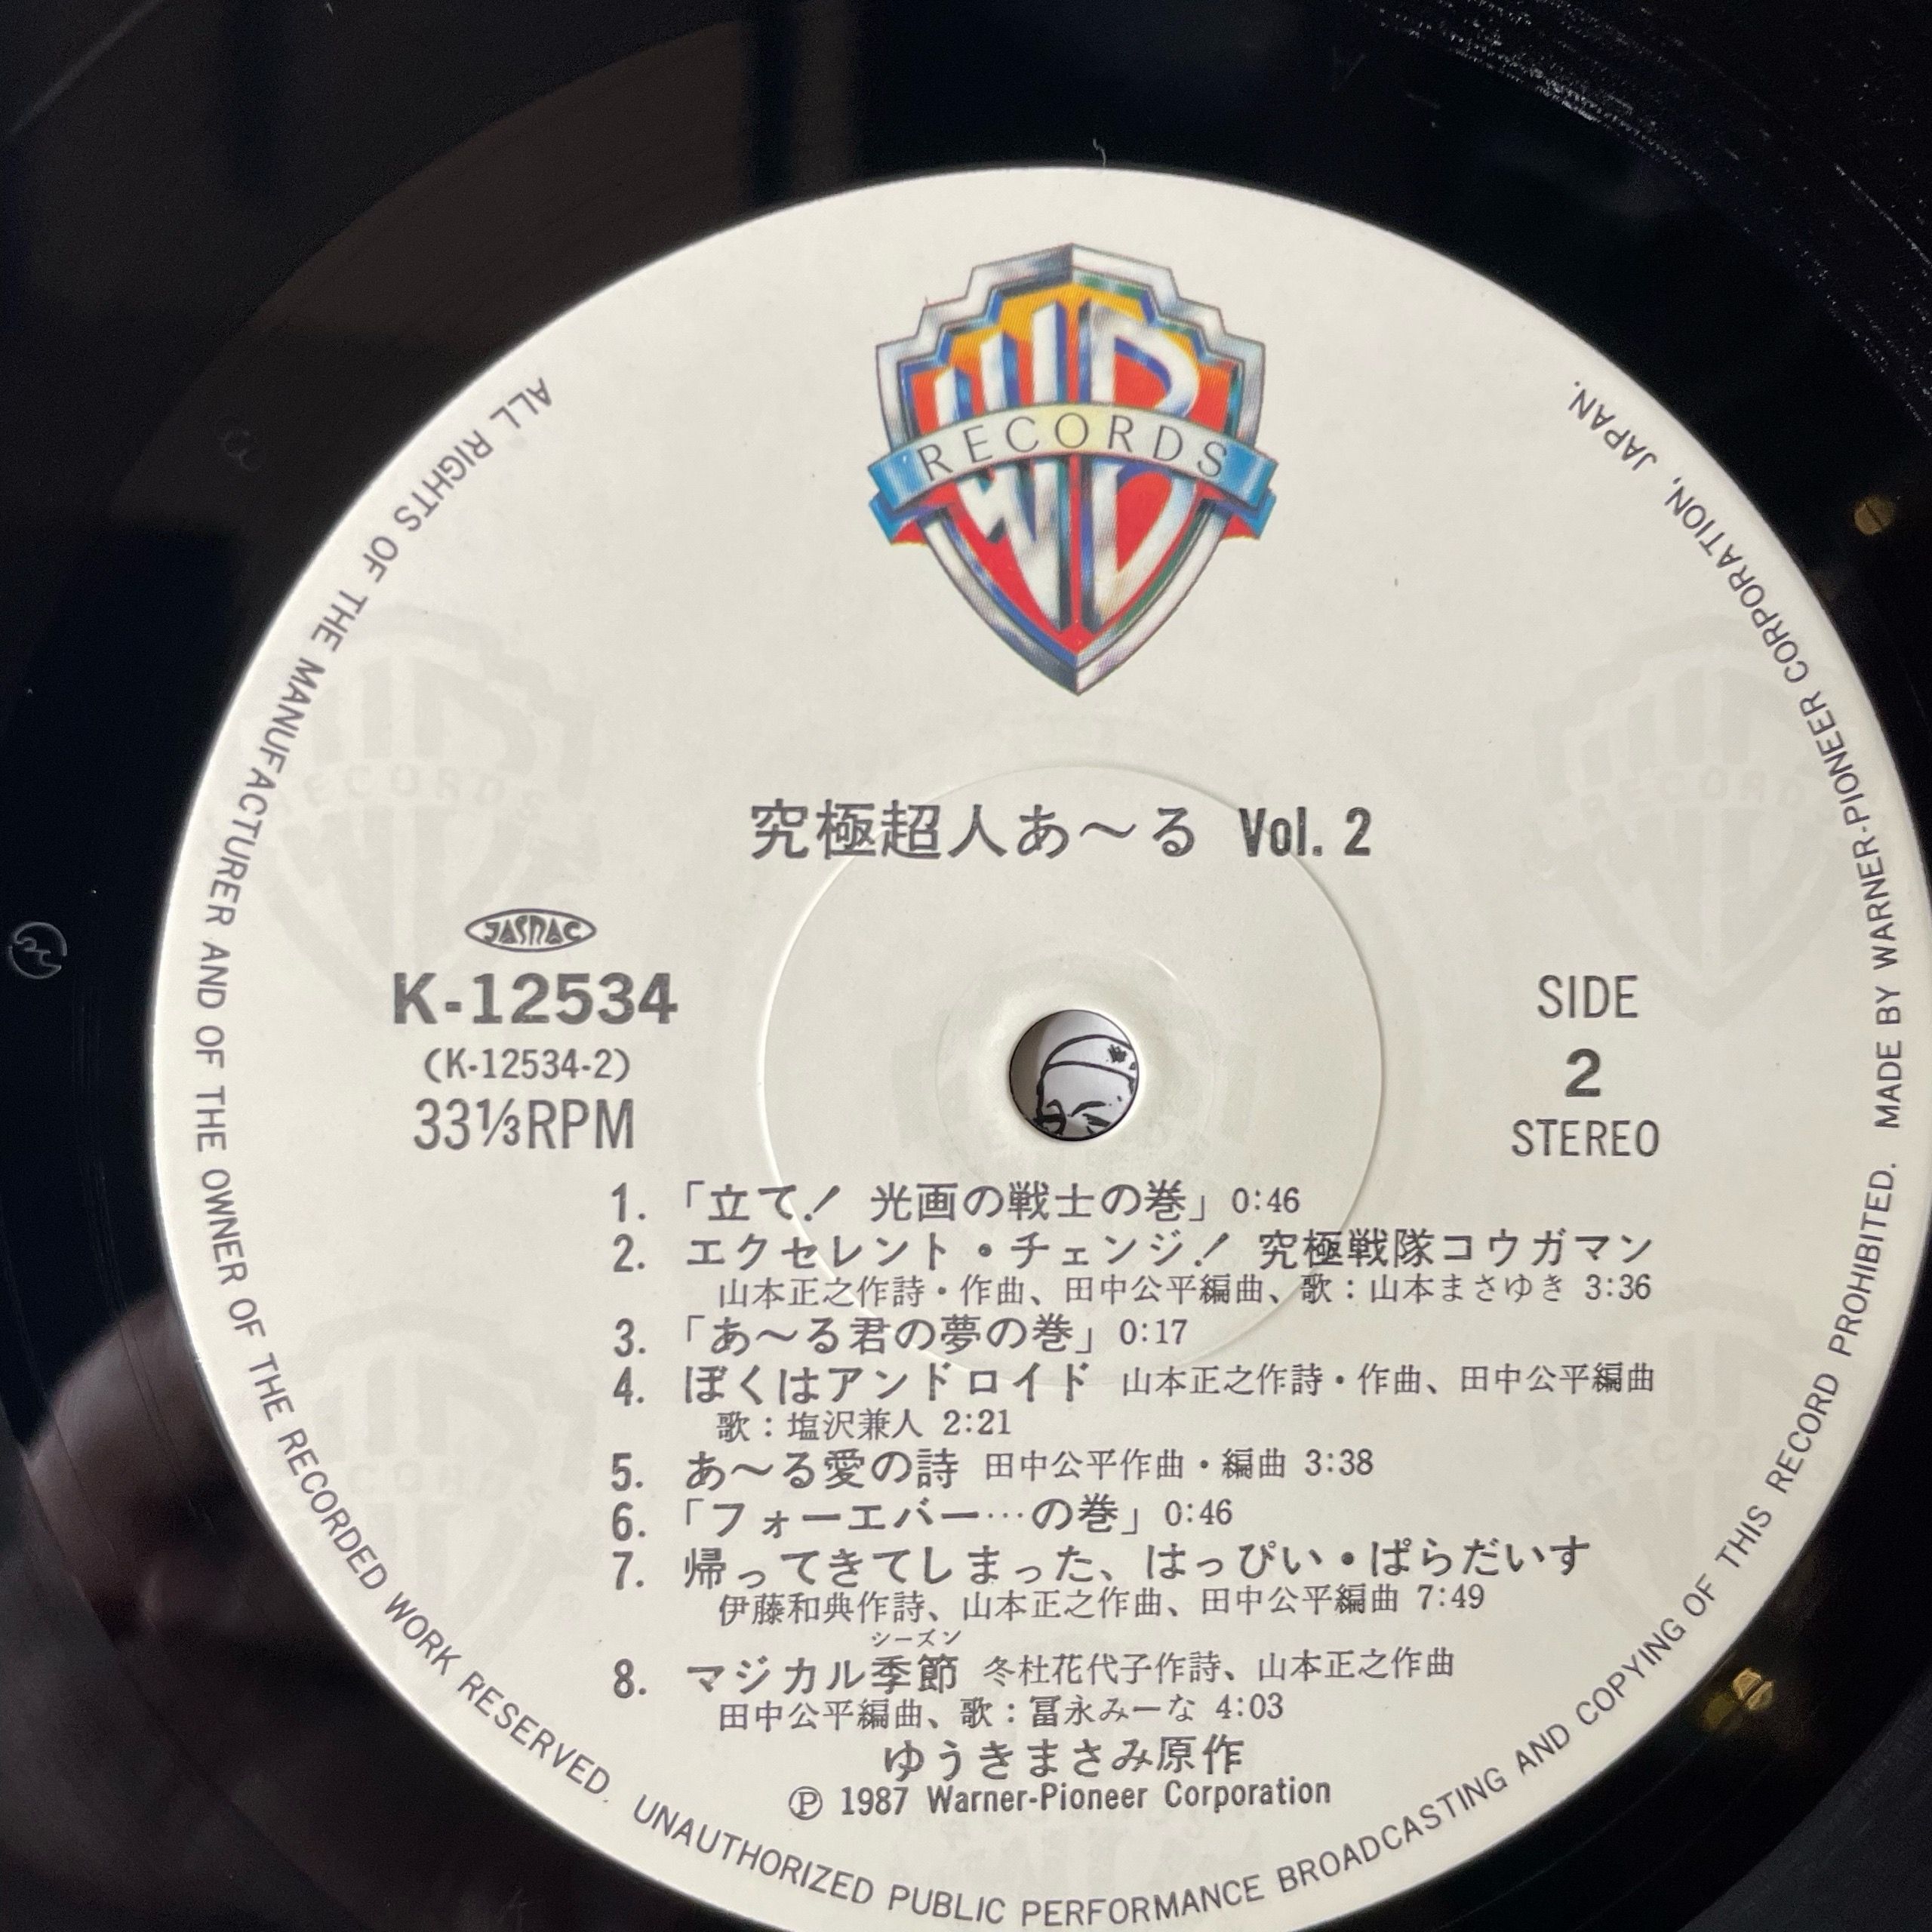 WB
RECORDS
究極超人あ〜る Vol. 2
JASRAC
K-12534
(K-12534-2)
33⅓RPM
SIDE
2
STEREO
1. 「立て！ 光画の戦士の巻」0:46
2. エクセレント・チェンジ！ 究極戦隊コウガマン
山本正之作詩・作曲、田中公平編曲、歌：山本まさゆき 3:36
3. 「あ〜る君の夢の巻」0:17
4. ぼくはアンドロイド 山本正之作詩・作曲、田中公平編曲
歌：塩沢兼人 2:21
5. あ〜る愛の詩 田中公平作曲・編曲 3:38
6. 「フォーエバー…の巻」0:46
7. 帰ってきてしまった、はっぴい・ぱらだいす
伊藤和典作詩、山本正之作曲、田中公平編曲 7:49
シーズン
8. マジカル季節 冬杜花代子作詩、山本正之作曲
田中公平編曲、歌：冨永みーな 4:03
ゆうきまさみ原作
Ⓟ 1987 Warner-Pioneer Corporation
ALL RIGHTS OF THE MANUFACTURER AND OF THE OWNER OF THE RECORDED WORK RESERVED. UNAUTHORIZED PUBLIC PERFORMANCE BROADCASTING AND COPYING OF THIS RECORD PROHIBITED. MADE BY WARNER-PIONEER CORPORATION, JAPAN.